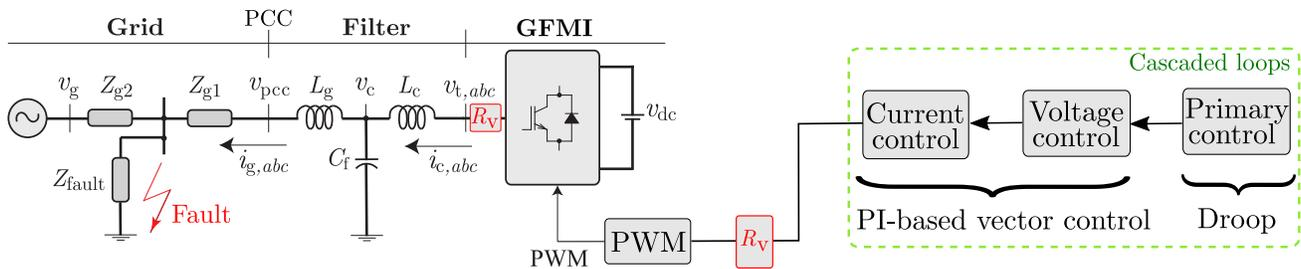 Grid
PCC
Filter
GFMI
v_g
Z_g2
Z_g1
v_pcc
L_g
v_c
L_c
v_t,abc
R_v
v_dc
i_g,abc
C_f
i_c,abc
Z_fault
Fault
PWM
PWM
R_v
Cascaded loops
Current control
Voltage control
Primary control
PI-based vector control
Droop